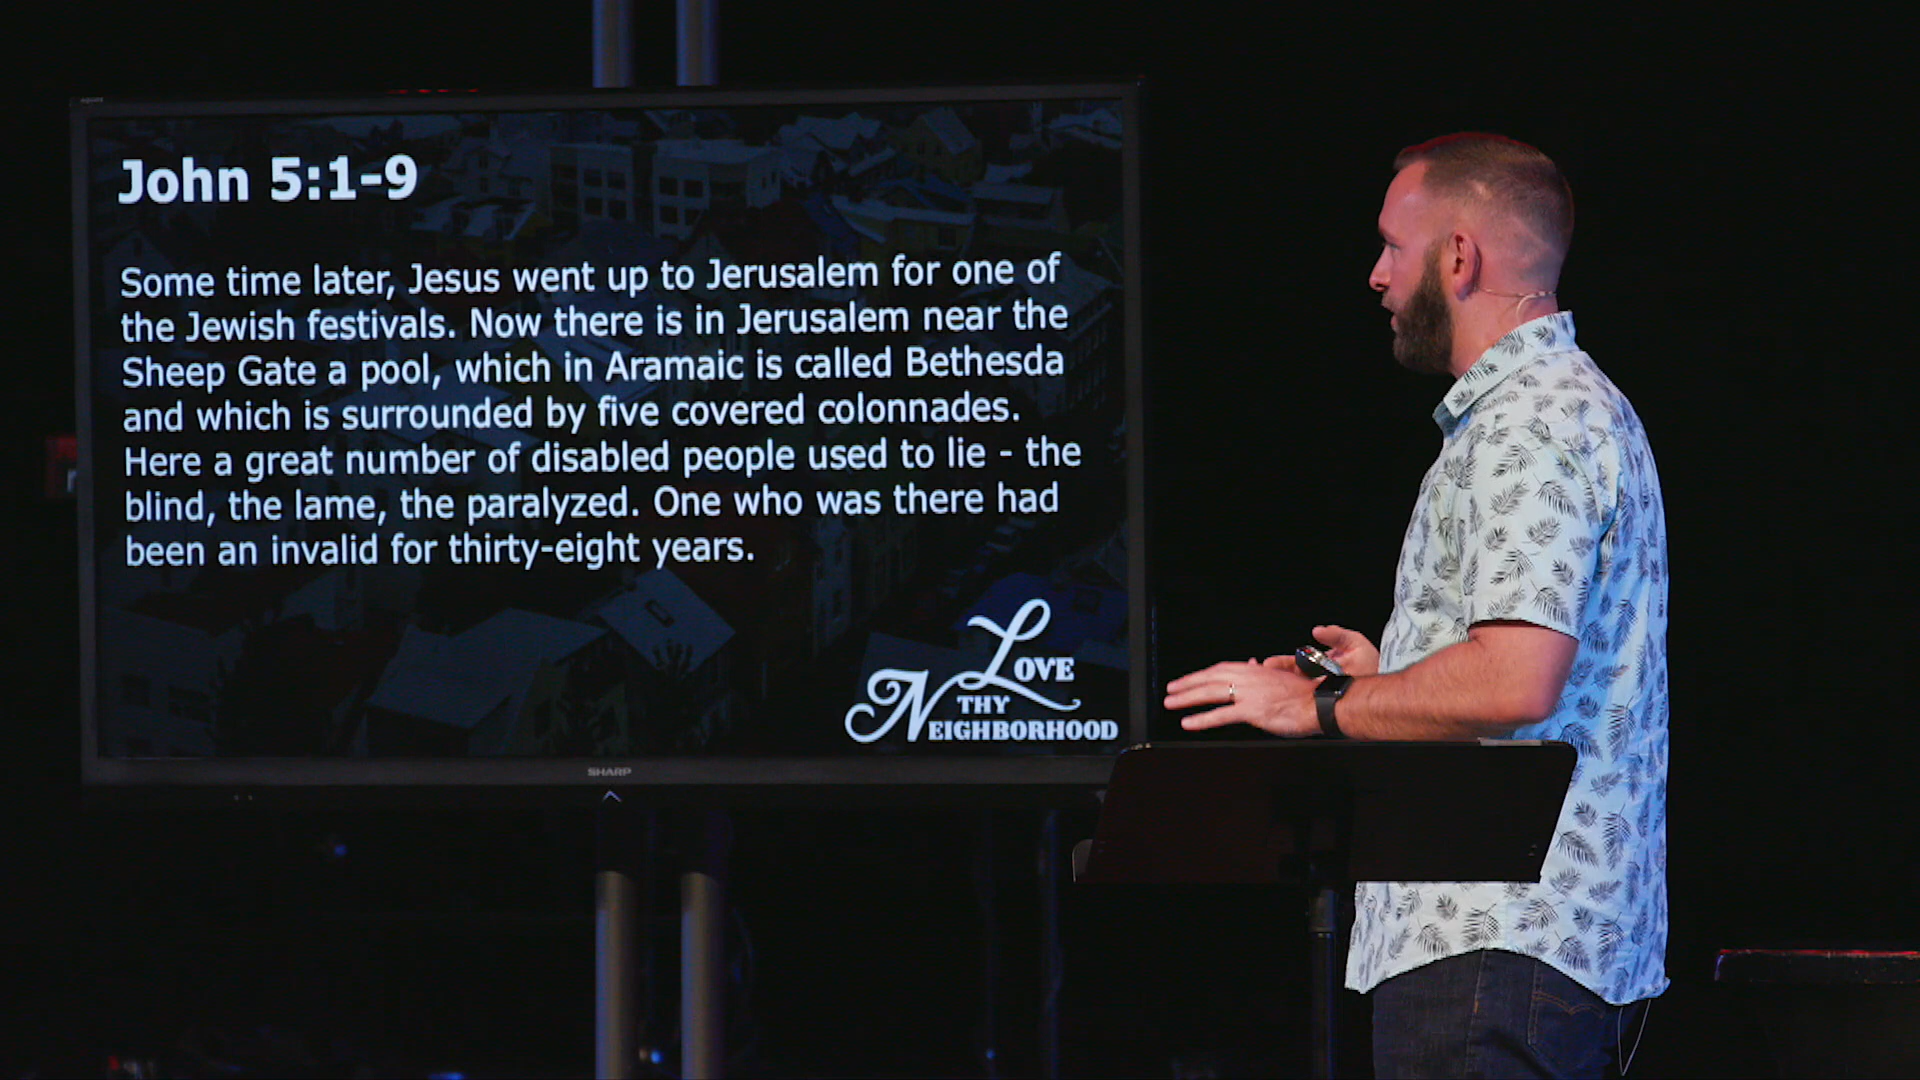 John 5:1-9
Some time later, Jesus went up to Jerusalem for one of
the Jewish festivals. Now there is in Jerusalem near the
Sheep Gate a pool, which in Aramaic is called Bethesda
and which is surrounded by five covered colonnades.
Here a great number of disabled people used to lie - the
blind, the lame, the paralyzed. One who was there had
been an invalid for thirty-eight years.
LOVE
THY
NEIGHBORHOOD
SHARP